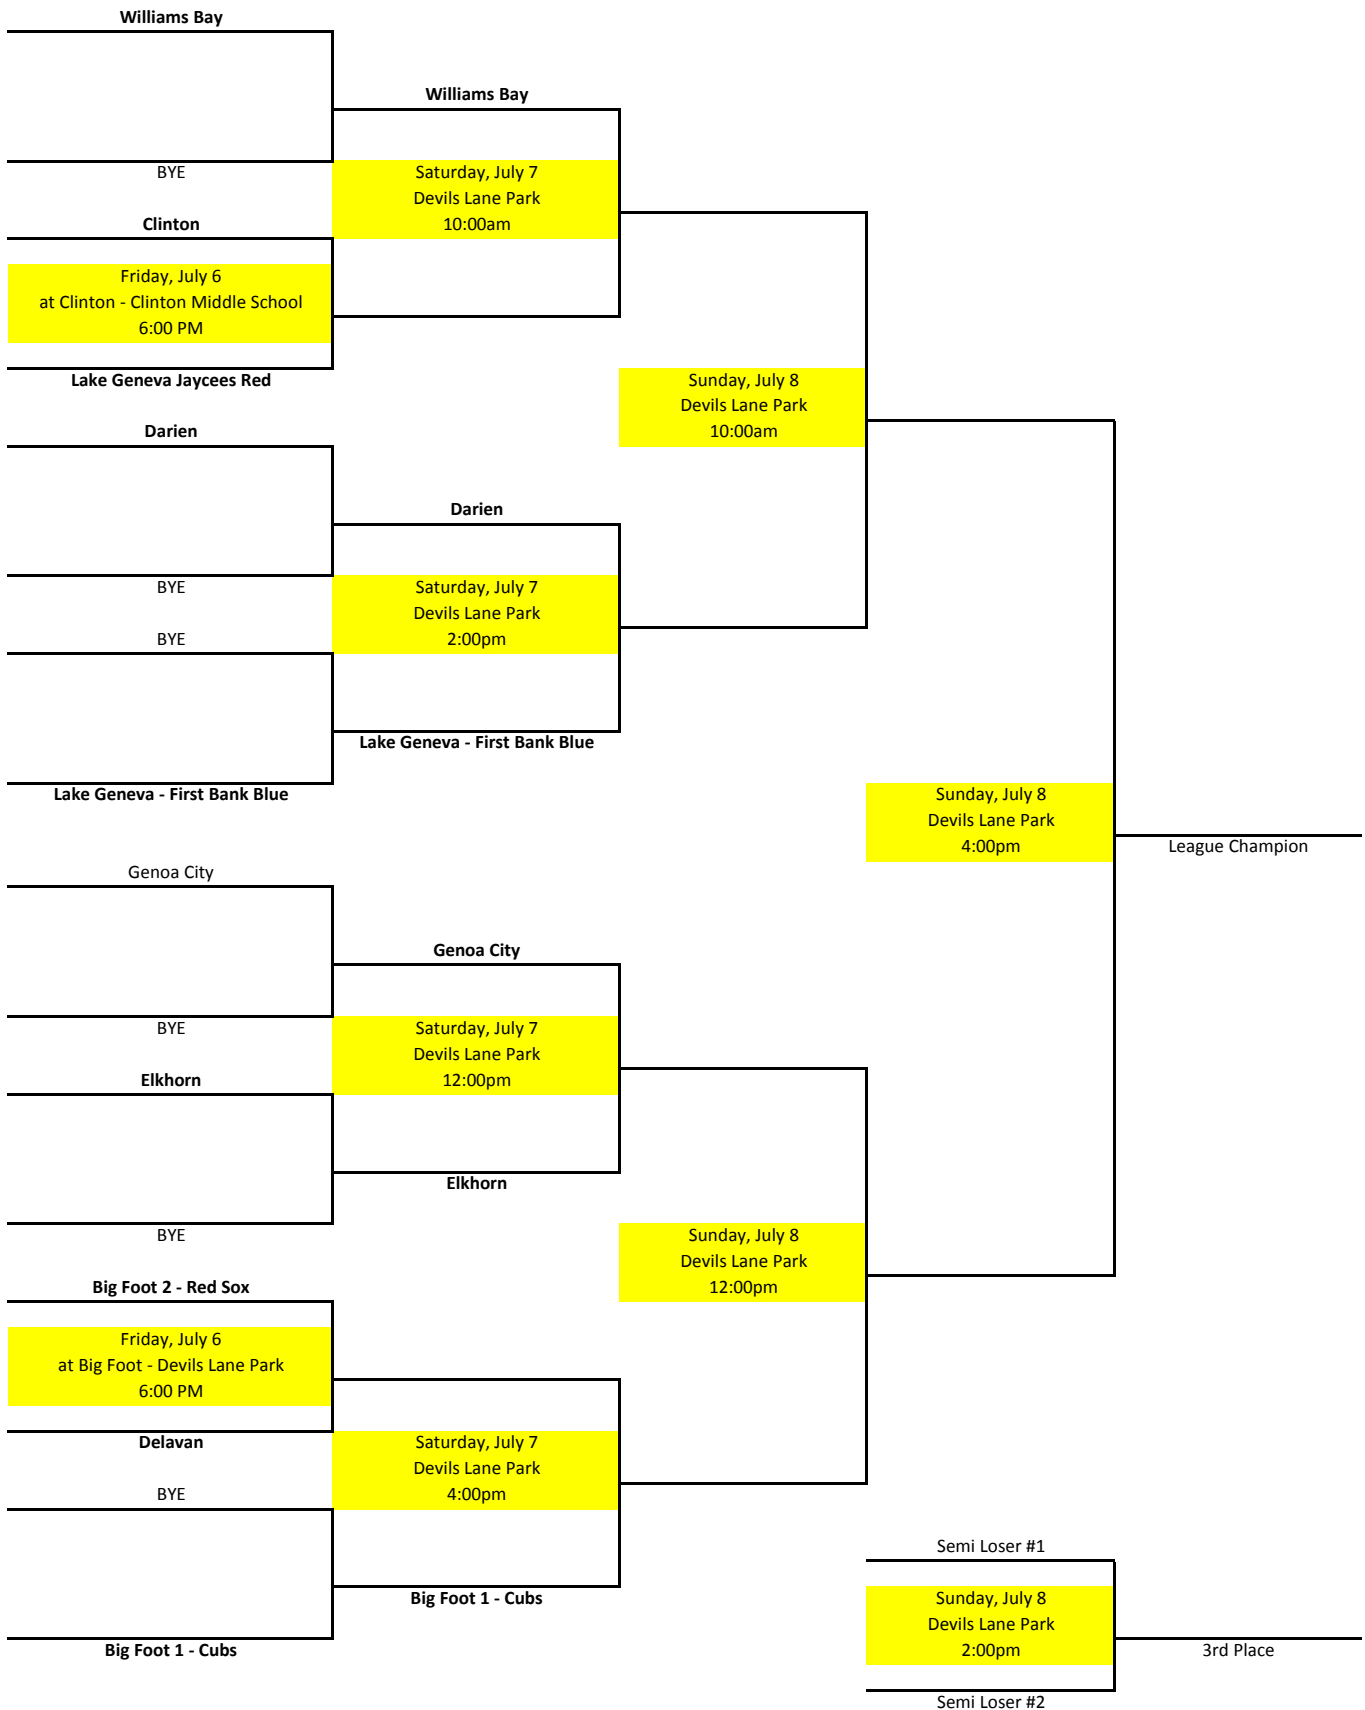 Williams Bay
Williams Bay
BYE
Saturday, July 7
Devils Lane Park
10:00am
Clinton
Friday, July 6
at Clinton - Clinton Middle School
6:00 PM
Lake Geneva Jaycees Red
Sunday, July 8
Devils Lane Park
10:00am
Darien
Darien
BYE
Saturday, July 7
Devils Lane Park
2:00pm
BYE
Lake Geneva - First Bank Blue
Lake Geneva - First Bank Blue
Sunday, July 8
Devils Lane Park
4:00pm
League Champion
Genoa City
Genoa City
BYE
Saturday, July 7
Devils Lane Park
12:00pm
Elkhorn
Elkhorn
BYE
Sunday, July 8
Devils Lane Park
12:00pm
Big Foot 2 - Red Sox
Friday, July 6
at Big Foot - Devils Lane Park
6:00 PM
Delavan
Saturday, July 7
Devils Lane Park
4:00pm
BYE
Big Foot 1 - Cubs
Big Foot 1 - Cubs
Semi Loser #1
Sunday, July 8
Devils Lane Park
2:00pm
3rd Place
Semi Loser #2